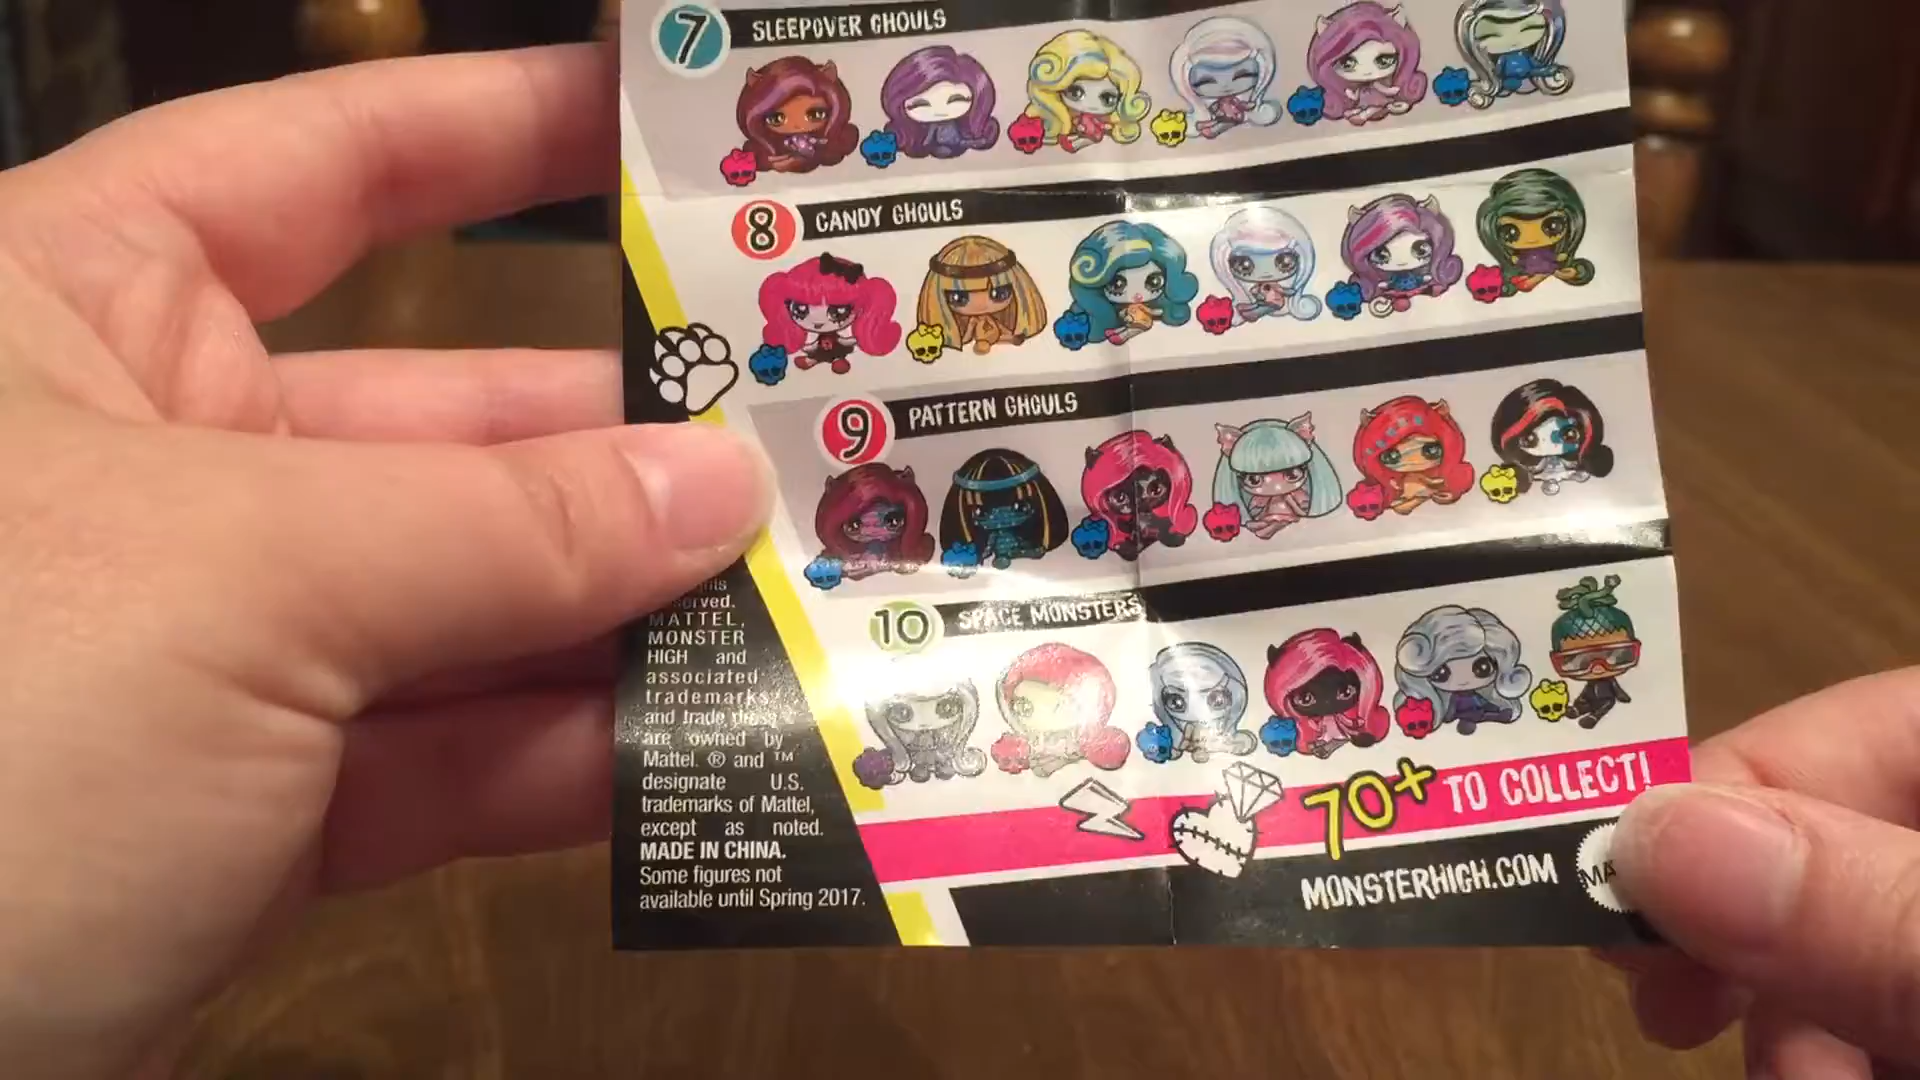 7 SLEEPOVER GHOULS
8 CANDY GHOULS
9 PATTERN GHOULS
10 SPACE MONSTERS
MATTEL,
MONSTER
HIGH and
associated
trademarks
and trade dress
are owned by
Mattel. ® and ™
designate U.S.
trademarks of Mattel,
except as noted.
MADE IN CHINA.
Some figures not
available until Spring 2017.
70+ TO COLLECT!
MONSTERHIGH.COM